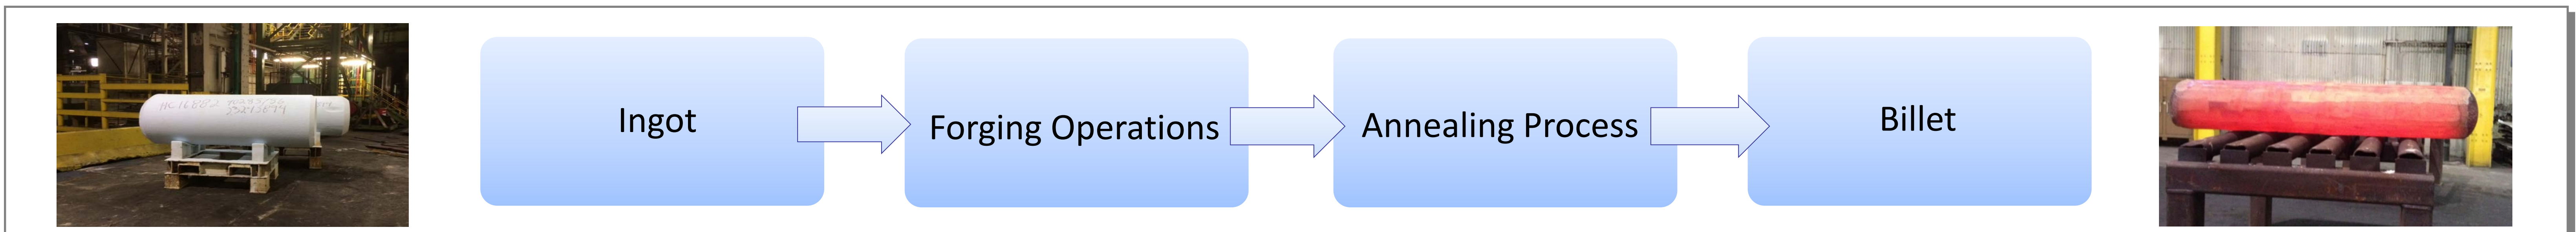 Ingot
Forging Operations
Annealing Process
Billet